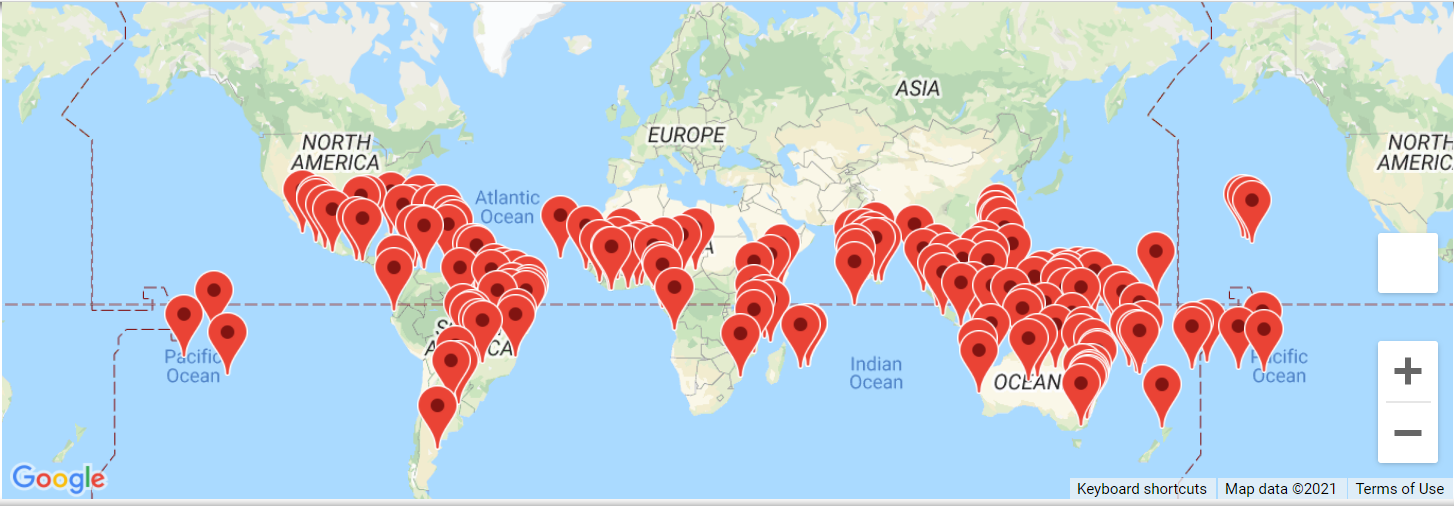 ASIA
EUROPE
NORTH
AMERICA
NORTH
AMERIC
Atlantic
Ocean
Indian
Ocean
OCEAN
Pacific
Ocean
Pacific
Ocean
Google
Keyboard shortcuts
Map data ©2021
Terms of Use